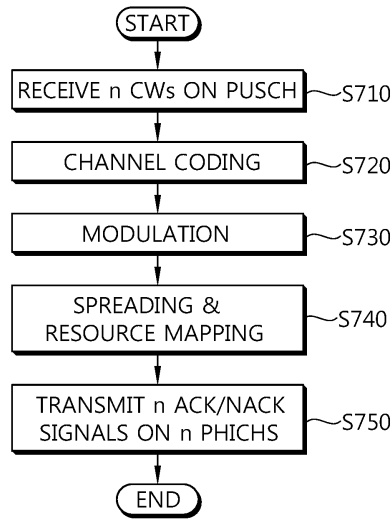 START
RECEIVE n CWs ON PUSCH
S710
CHANNEL CODING
S720
MODULATION
S730
SPREADING &
RESOURCE MAPPING
S740
TRANSMIT n ACK/NACK
SIGNALS ON n PHICHS
S750
END